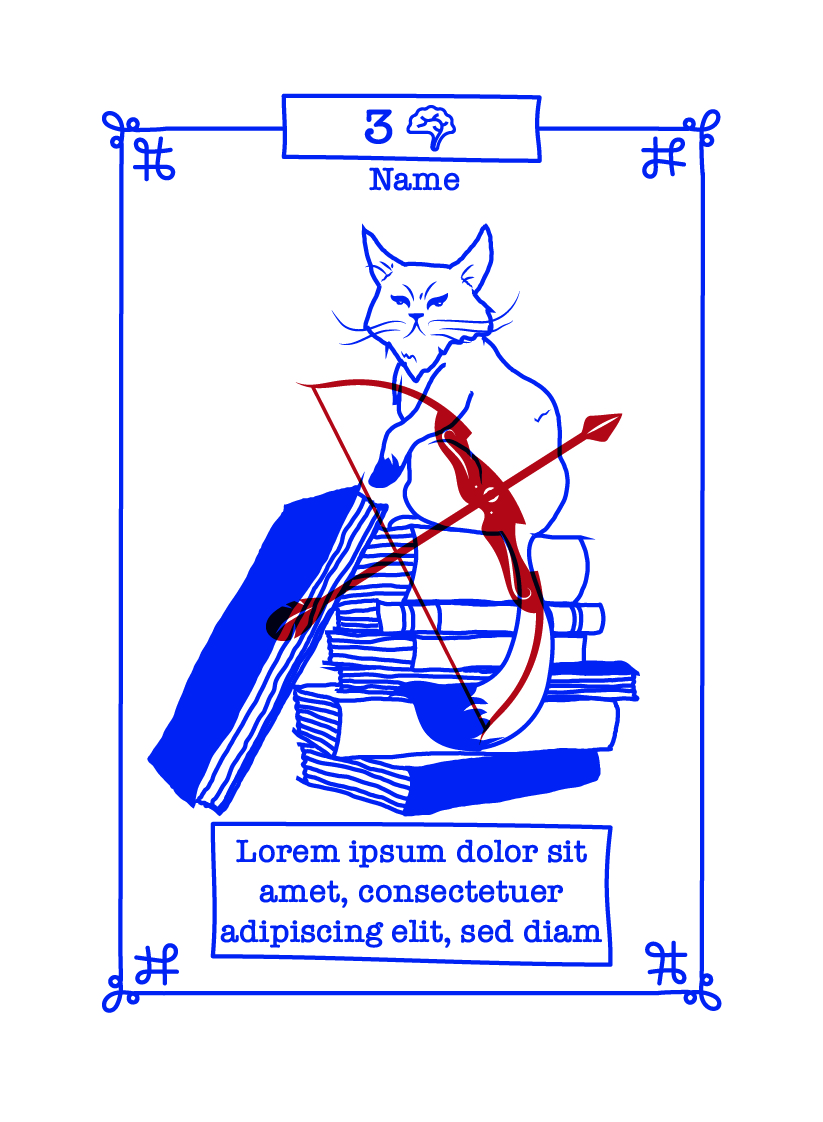 3
Name
Lorem ipsum dolor sit
amet, consectetuer
adipiscing elit, sed diam